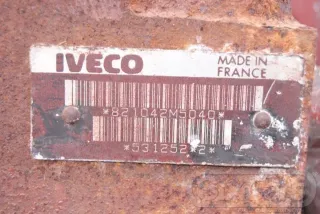 IVECO
MADE IN
FRANCE
*821042M5040*
*531252*2*